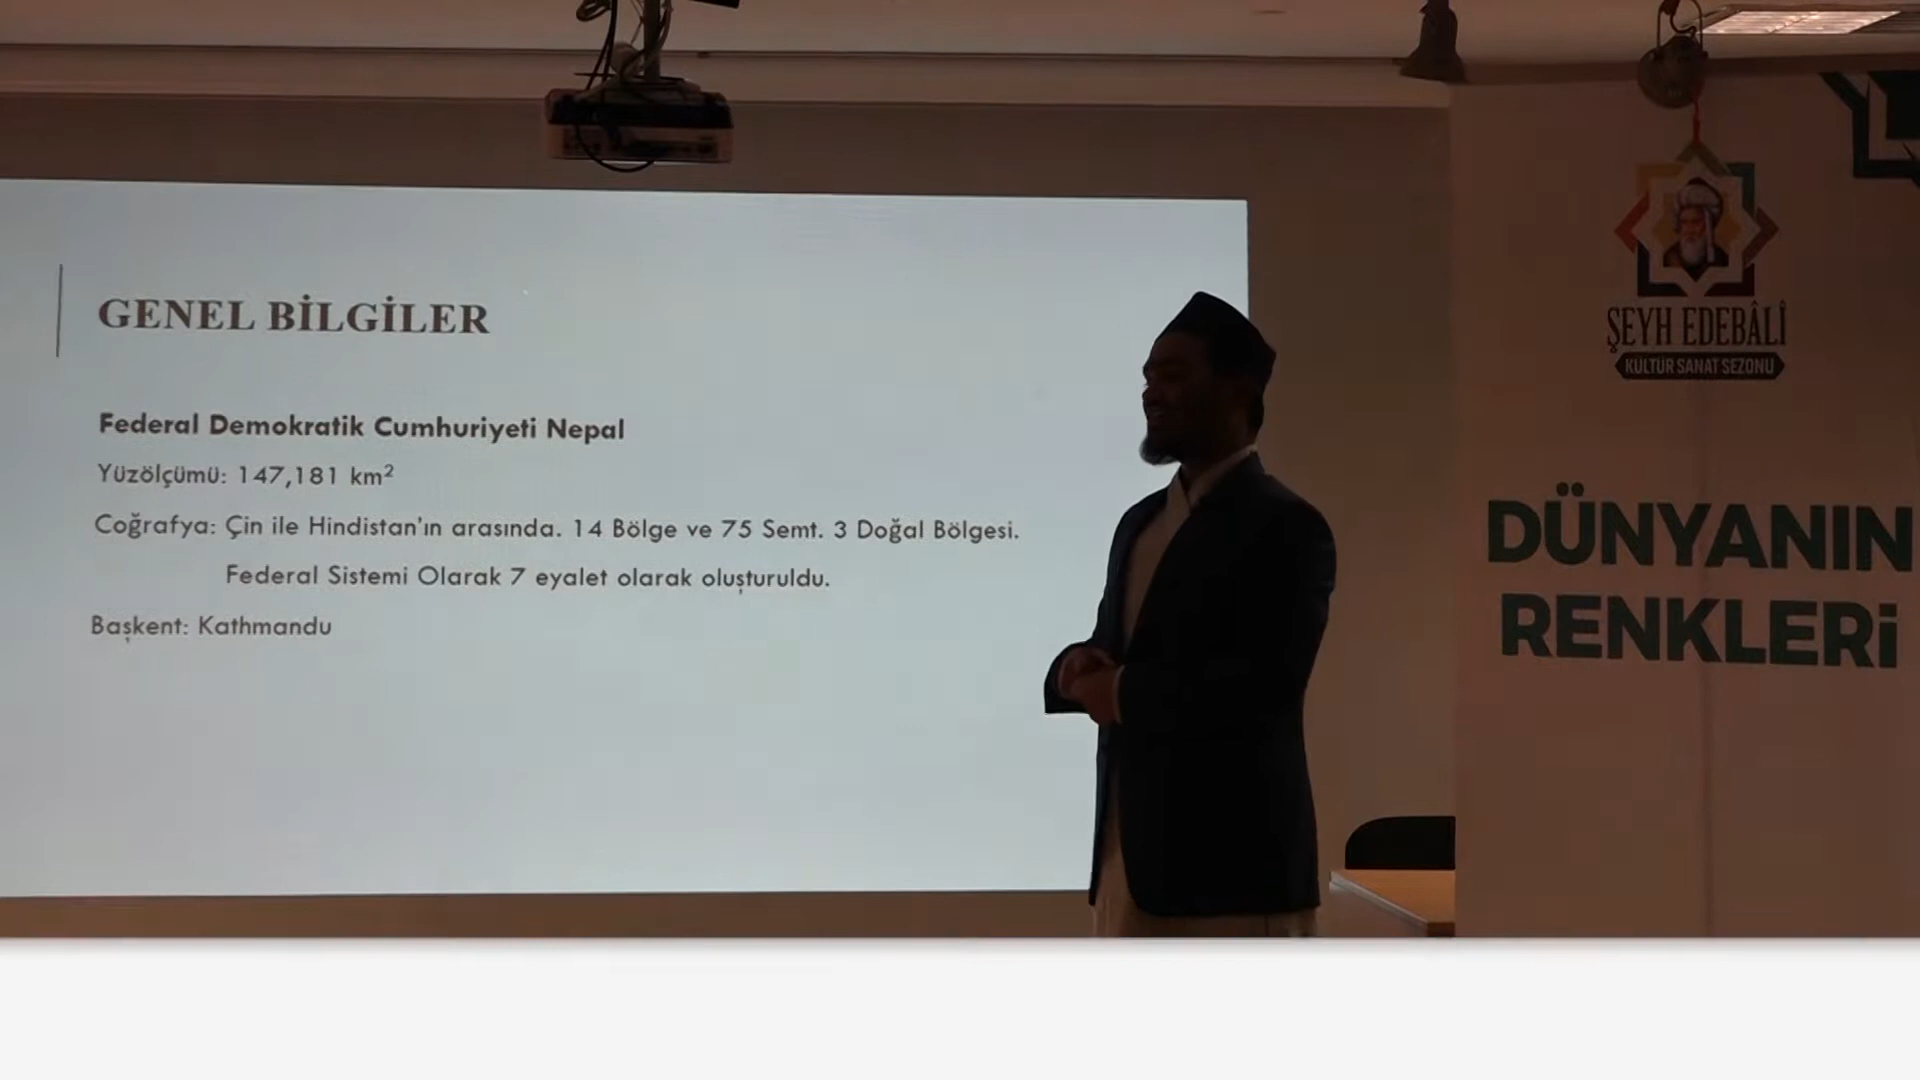 GENEL BİLGİLER
Federal Demokratik Cumhuriyeti Nepal
Yüzölçümü: 147,181 km²
Coğrafya: Çin ile Hindistan'ın arasında. 14 Bölge ve 75 Semt. 3 Doğal Bölgesi.
Federal Sistemi Olarak 7 eyalet olarak oluşturuldu.
Başkent: Kathmandu
ŞEYH EDEBÂLİ
KÜLTÜR SANAT SEZONU
DÜNYANIN
RENKLERİ